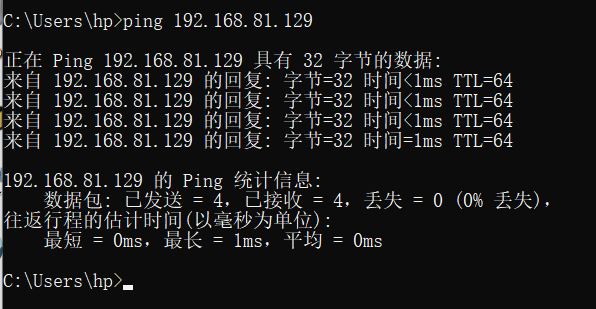 C:\Users\hp>ping 192.168.81.129
正在 Ping 192.168.81.129 具有 32 字节的数据:
来自 192.168.81.129 的回复: 字节=32 时间<1ms TTL=64
来自 192.168.81.129 的回复: 字节=32 时间<1ms TTL=64
来自 192.168.81.129 的回复: 字节=32 时间<1ms TTL=64
来自 192.168.81.129 的回复: 字节=32 时间=1ms TTL=64
192.168.81.129 的 Ping 统计信息:
数据包: 已发送 = 4，已接收 = 4，丢失 = 0 (0% 丢失)，
往返行程的估计时间(以毫秒为单位):
最短 = 0ms，最长 = 1ms，平均 = 0ms
C:\Users\hp>